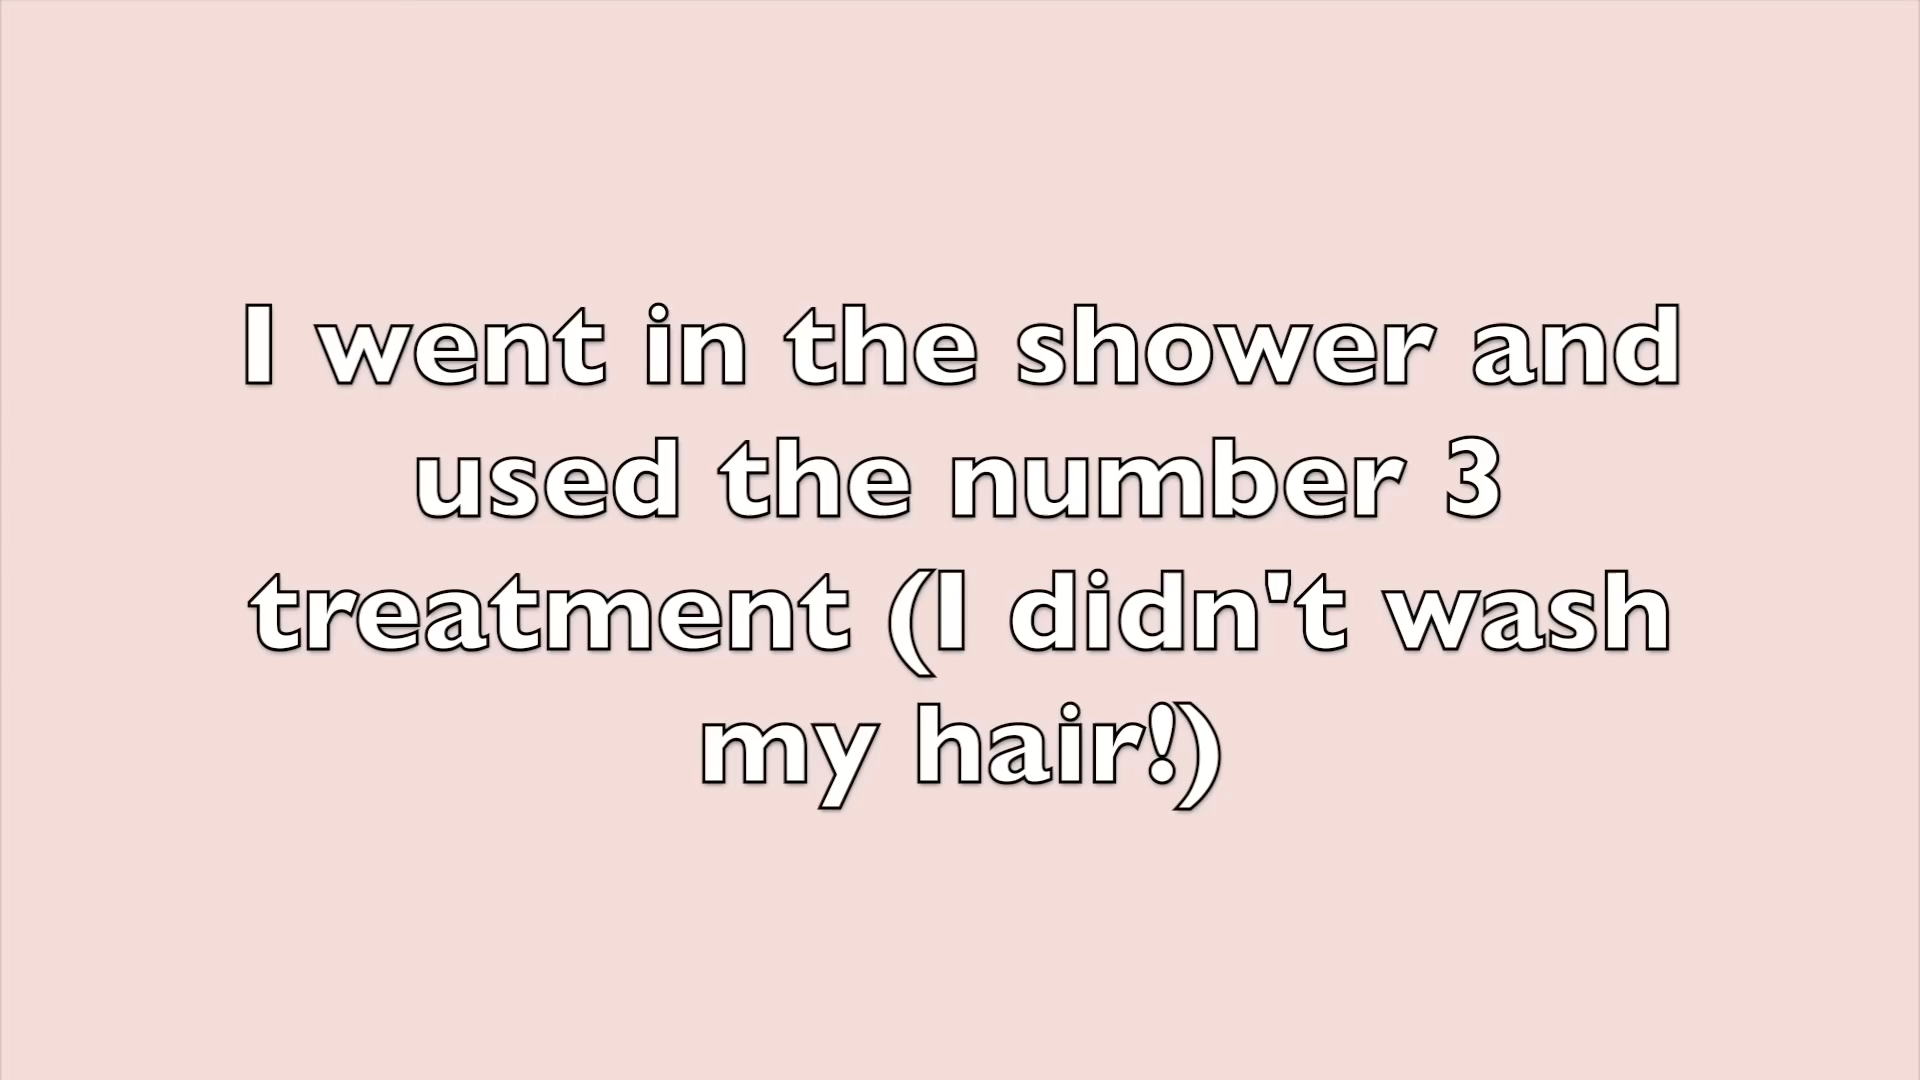 I went in the shower and
used the number 3
treatment (I didn't wash
my hair!)